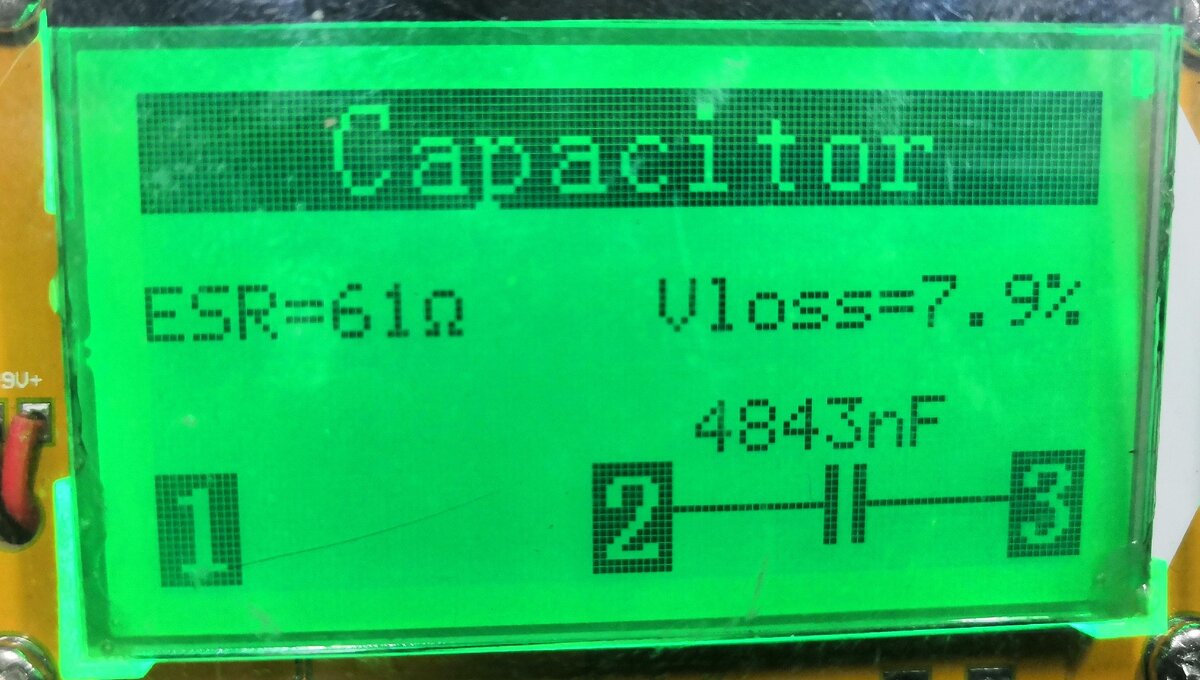 Capacitor
ESR=61Ω Vloss=7.9%
9V+
4843nF
1 2 3